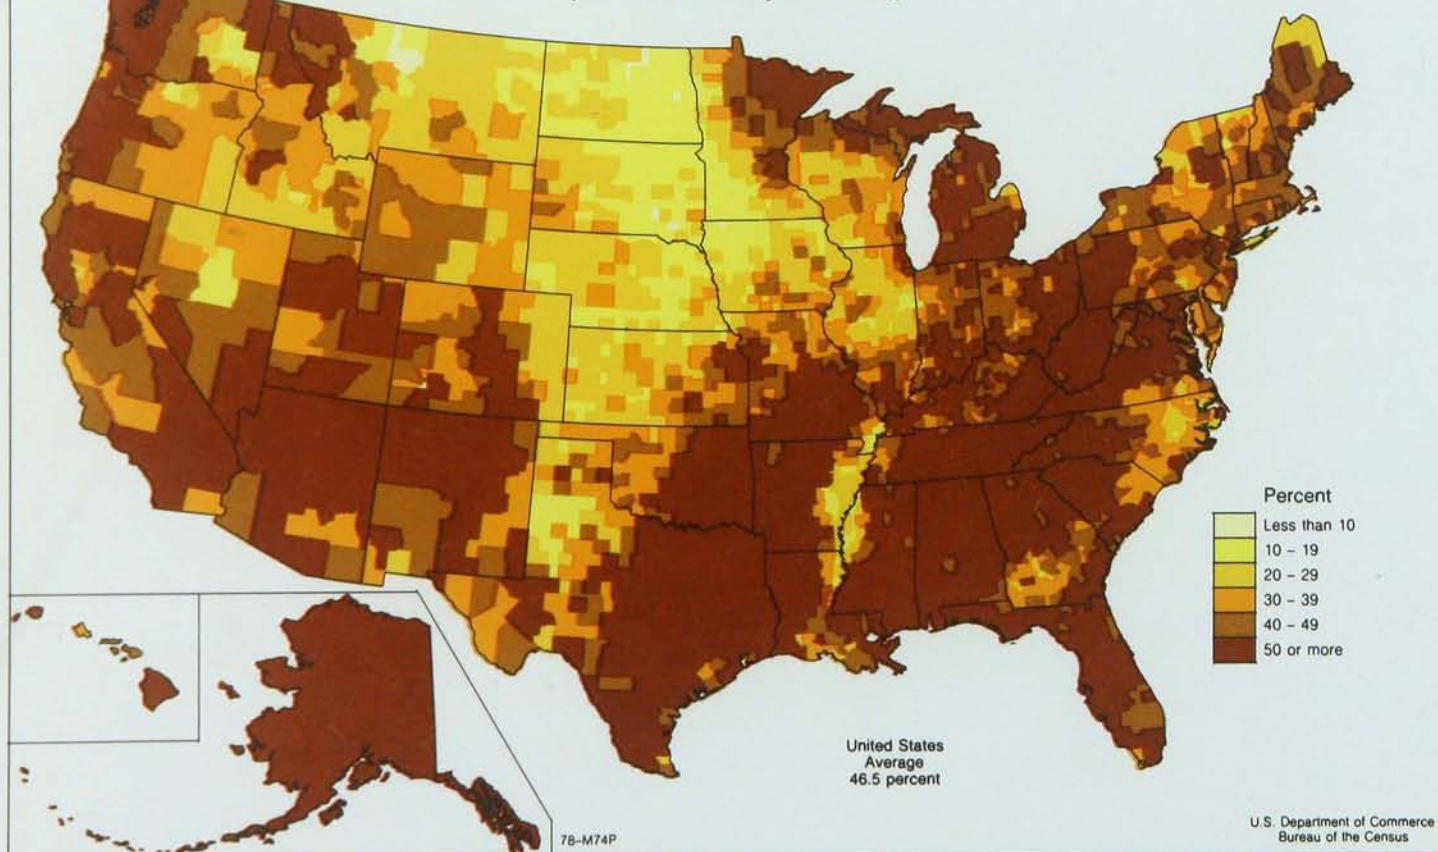 Percent
Less than 10
10 – 19
20 – 29
30 – 39
40 – 49
50 or more
United States
Average
46.5 percent
78–M74P
U.S. Department of Commerce
Bureau of the Census